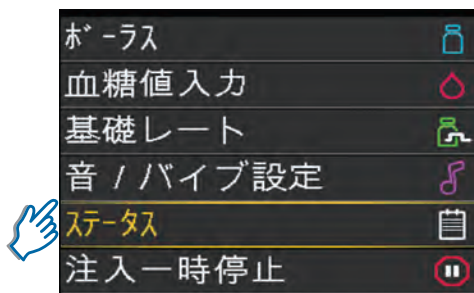 ﾎﾞｰﾗｽ
血糖値入力
基礎レート
音 / バイブ設定
ｽﾃｰﾀｽ
注入一時停止